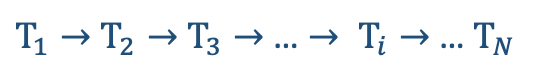 T₁ → T₂ → T₃ → ... → Tᵢ → ... T_N